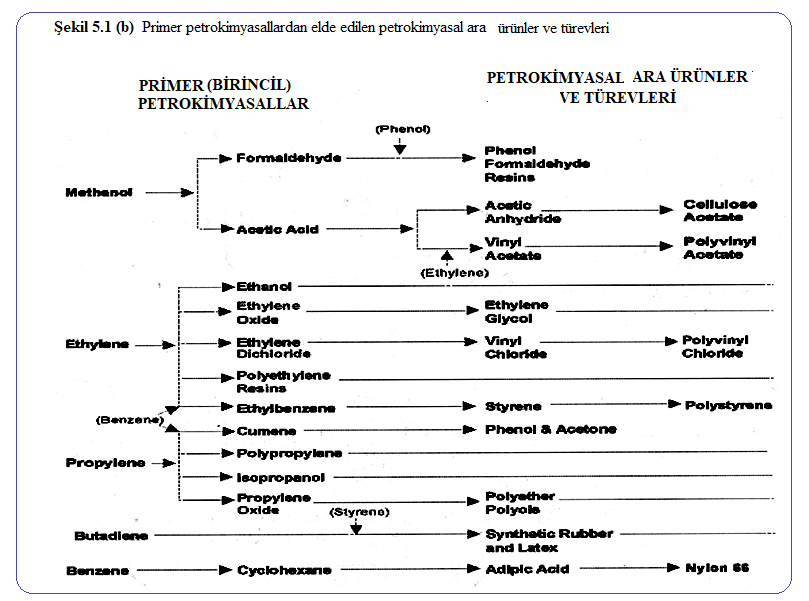 Şekil 5.1 (b) Primer petrokimyasallardan elde edilen petrokimyasal ara ürünler ve türevleri
PRİMER (BİRİNCİL)
PETROKİMYASALLAR
PETROKİMYASAL ARA ÜRÜNLER
VE TÜREVLERİ
(Phenol)
Methanol
Formaldehyde
Phenol
Formaldehyde
Resins
Acetic Acid
Acetic
Anhydride
Cellulose
Acetate
Vinyl
Acetate
Polyvinyl
Acetate
(Ethylene)
Ethylene
Ethanol
Ethylene
Oxide
Ethylene
Glycol
Ethylene
Dichloride
Vinyl
Chloride
Polyvinyl
Chloride
Polyethylene
Resins
(Benzene)
Ethylbenzene
Styrene
Polystyrene
Cumene
Phenol & Acetone
Propylene
Polypropylene
Isopropanol
Propylene
Oxide
Polyether
Polyols
(Styrene)
Butadiene
Synthetic Rubber
and Latex
Benzene
Cyclohexane
Adipic Acid
Nylon 66